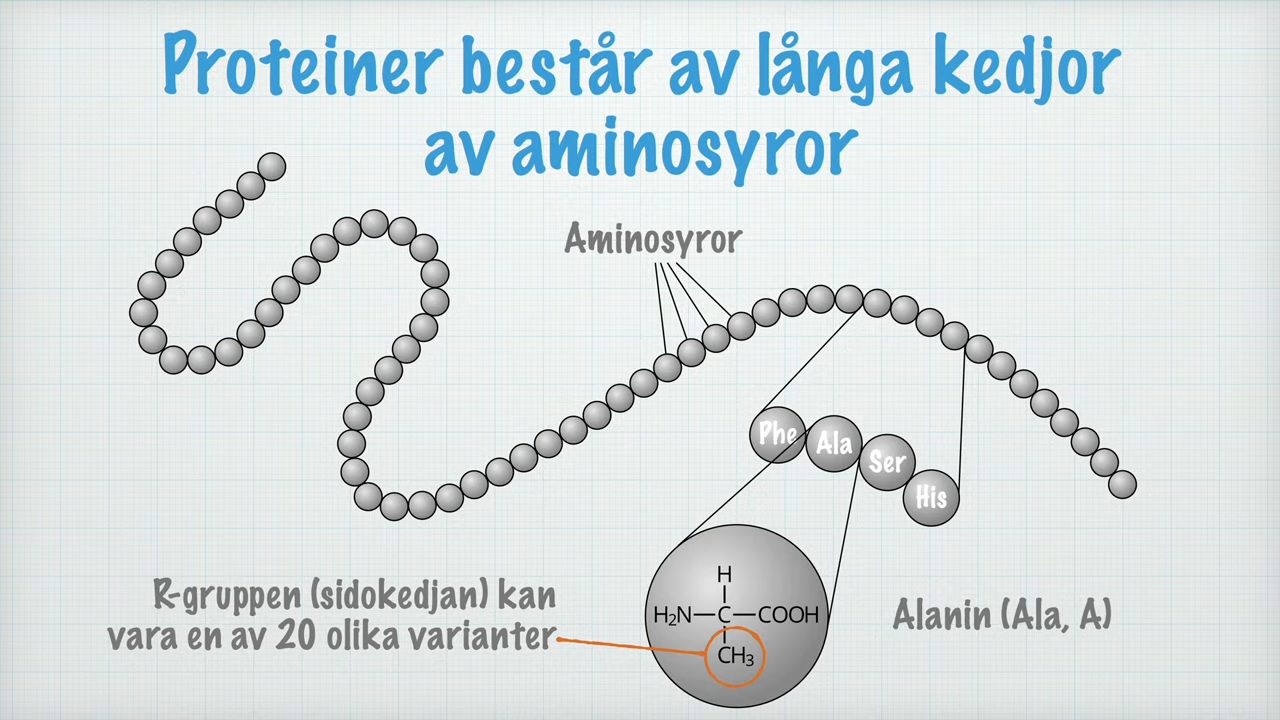 Proteiner består av långa kedjor
av aminosyror
Aminosyror
Phe
Ala
Ser
His
R-gruppen (sidokedjan) kan
vara en av 20 olika varianter
H
H₂N—C—COOH
CH₃
Alanin (Ala, A)